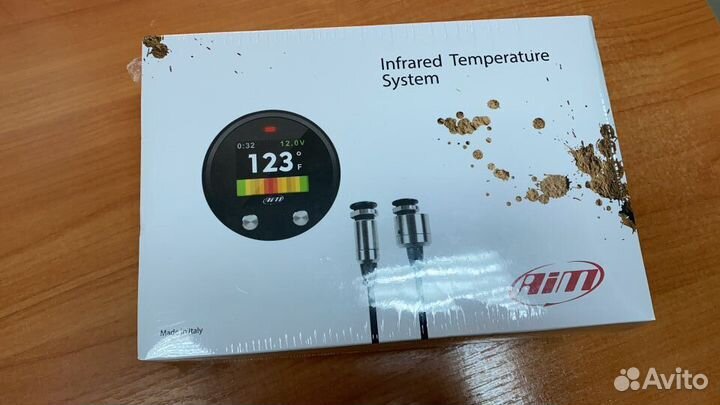 Infrared Temperature
System
0:32 12.0V
123°F
AiM
AiM
Made in Italy
Avito